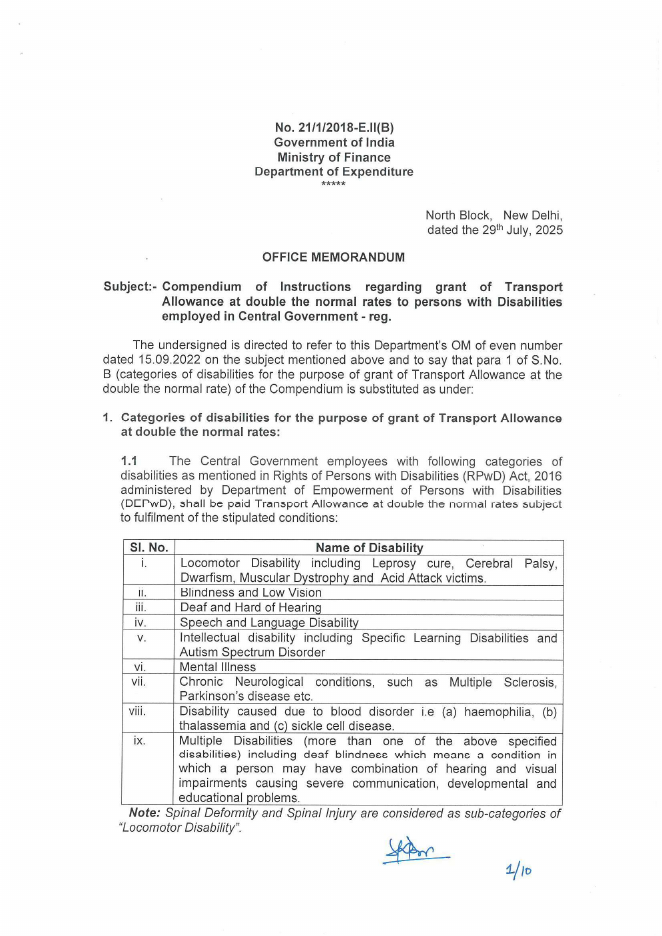 No. 21/1/2018-E.II(B)
Government of India
Ministry of Finance
Department of Expenditure
*****
North Block, New Delhi,
dated the 29th July, 2025
OFFICE MEMORANDUM
Subject:- Compendium of Instructions regarding grant of Transport
Allowance at double the normal rates to persons with Disabilities
employed in Central Government - reg.
The undersigned is directed to refer to this Department's OM of even number
dated 15.09.2022 on the subject mentioned above and to say that para 1 of S.No.
B (categories of disabilities for the purpose of grant of Transport Allowance at the
double the normal rate) of the Compendium is substituted as under:
1. Categories of disabilities for the purpose of grant of Transport Allowance
at double the normal rates:
1.1 The Central Government employees with following categories of
disabilities as mentioned in Rights of Persons with Disabilities (RPwD) Act, 2016
administered by Department of Empowerment of Persons with Disabilities
(DEPwD), shall be paid Transport Allowance at double the normal rates subject
to fulfilment of the stipulated conditions:
Sl. No. Name of Disability
i. Locomotor Disability including Leprosy cure, Cerebral Palsy,
Dwarfism, Muscular Dystrophy and Acid Attack victims.
ii. Blindness and Low Vision
iii. Deaf and Hard of Hearing
iv. Speech and Language Disability
v. Intellectual disability including Specific Learning Disabilities and
Autism Spectrum Disorder
vi. Mental Illness
vii. Chronic Neurological conditions, such as Multiple Sclerosis,
Parkinson's disease etc.
viii. Disability caused due to blood disorder i.e (a) haemophilia, (b)
thalassemia and (c) sickle cell disease.
ix. Multiple Disabilities (more than one of the above specified
disabilities) including deaf blindness which means a condition in
which a person may have combination of hearing and visual
impairments causing severe communication, developmental and
educational problems.
Note: Spinal Deformity and Spinal Injury are considered as sub-categories of
"Locomotor Disability".
1/10